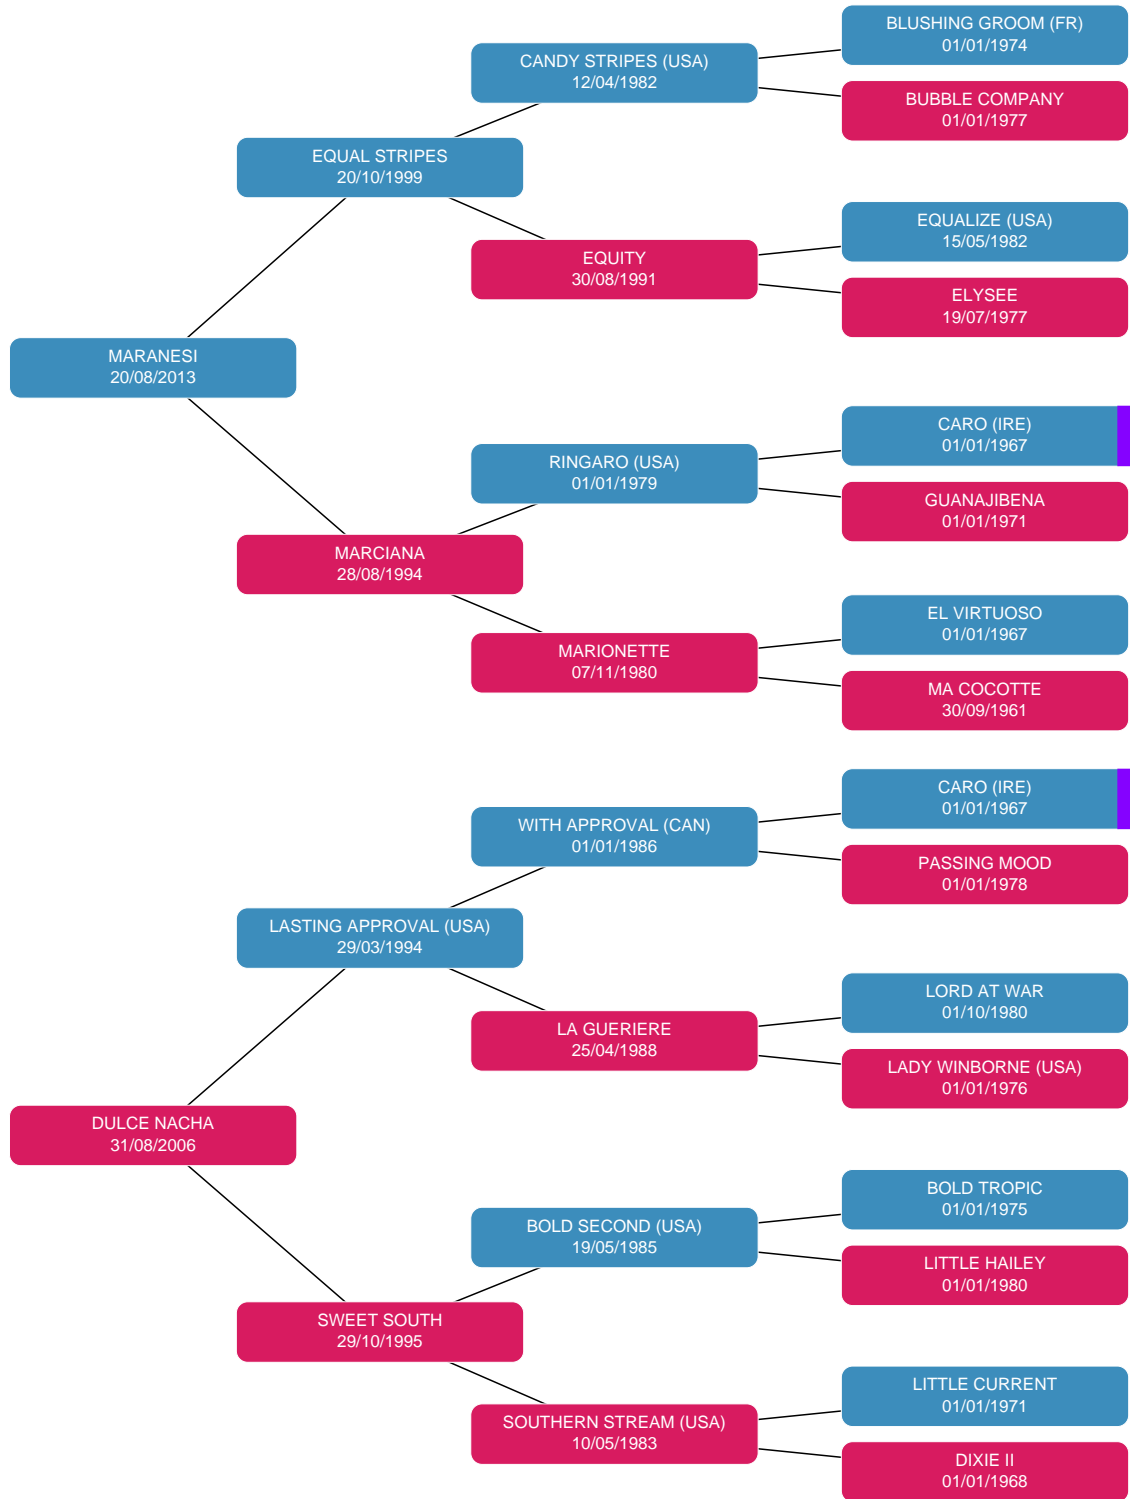 BLUSHING GROOM (FR)
01/01/1974
CANDY STRIPES (USA)
12/04/1982
BUBBLE COMPANY
01/01/1977
EQUAL STRIPES
20/10/1999
EQUALIZE (USA)
15/05/1982
EQUITY
30/08/1991
ELYSEE
19/07/1977
MARANESI
20/08/2013
CARO (IRE)
01/01/1967
RINGARO (USA)
01/01/1979
GUANAJIBENA
01/01/1971
MARCIANA
28/08/1994
EL VIRTUOSO
01/01/1967
MARIONETTE
07/11/1980
MA COCOTTE
30/09/1961
CARO (IRE)
01/01/1967
WITH APPROVAL (CAN)
01/01/1986
PASSING MOOD
01/01/1978
LASTING APPROVAL (USA)
29/03/1994
LORD AT WAR
01/10/1980
LA GUERIERE
25/04/1988
LADY WINBORNE (USA)
01/01/1976
DULCE NACHA
31/08/2006
BOLD TROPIC
01/01/1975
BOLD SECOND (USA)
19/05/1985
LITTLE HAILEY
01/01/1980
SWEET SOUTH
29/10/1995
LITTLE CURRENT
01/01/1971
SOUTHERN STREAM (USA)
10/05/1983
DIXIE II
01/01/1968